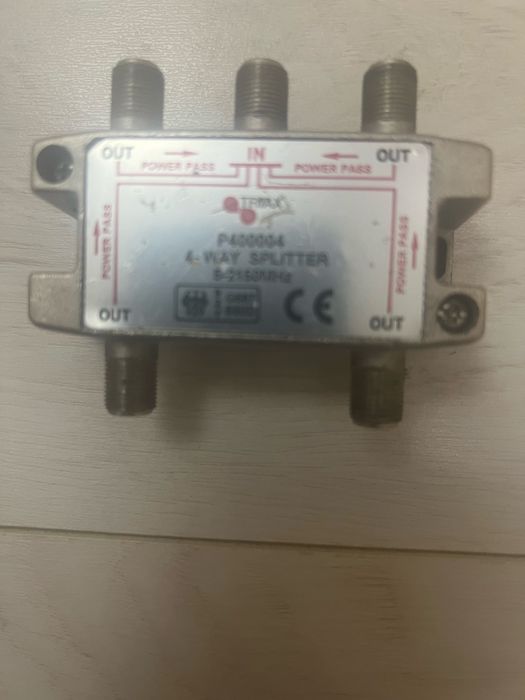 OUT IN OUT
POWER PASS POWER PASS
POWER PASS
POWER PASS
TRIAX
P400004
4-WAY SPLITTER
5-2150MHz
CE
OUT OUT